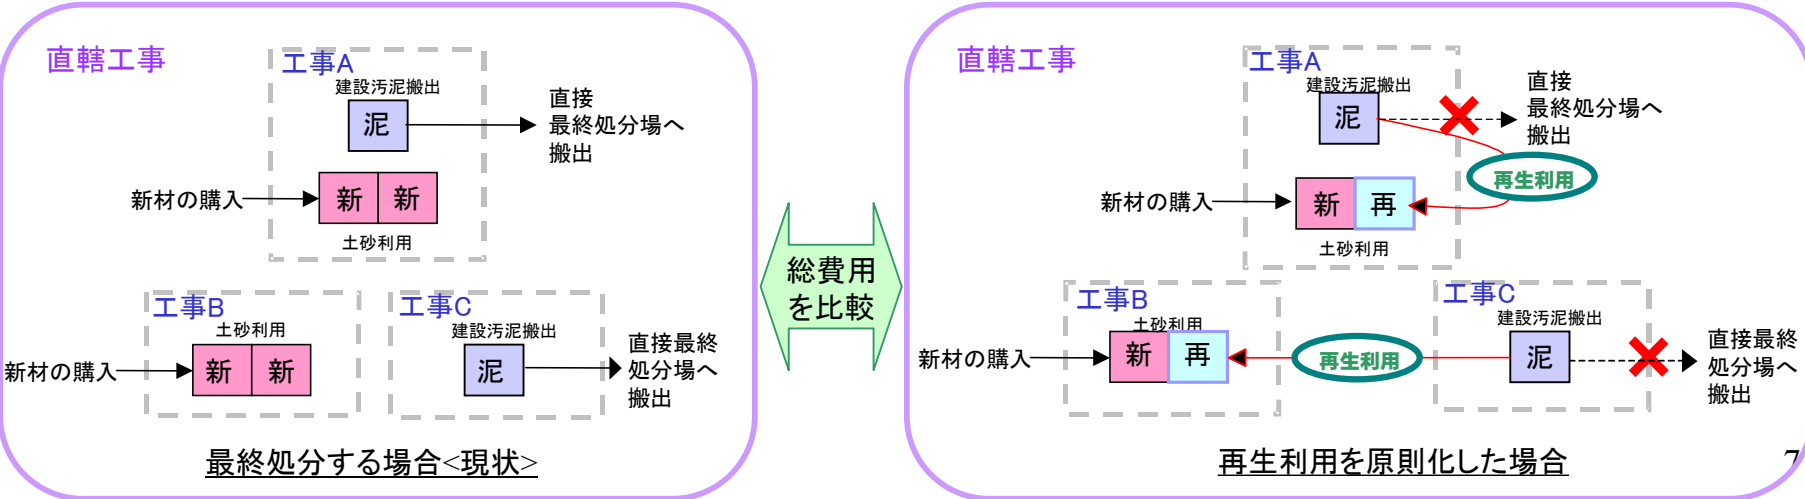 直轄工事
工事A
建設汚泥搬出
泥
直接
最終処分場へ
搬出
新材の購入
新 新
土砂利用
工事B
土砂利用
新材の購入
新 新
工事C
建設汚泥搬出
泥
直接最終
処分場へ
搬出
最終処分する場合<現状>
総費用
を比較
直轄工事
工事A
建設汚泥搬出
泥
直接
最終処分場へ
搬出
再生利用
新材の購入
新 再
土砂利用
工事B
土砂利用
新材の購入
新 再
再生利用
工事C
建設汚泥搬出
泥
直接最終
処分場へ
搬出
再生利用を原則化した場合
7